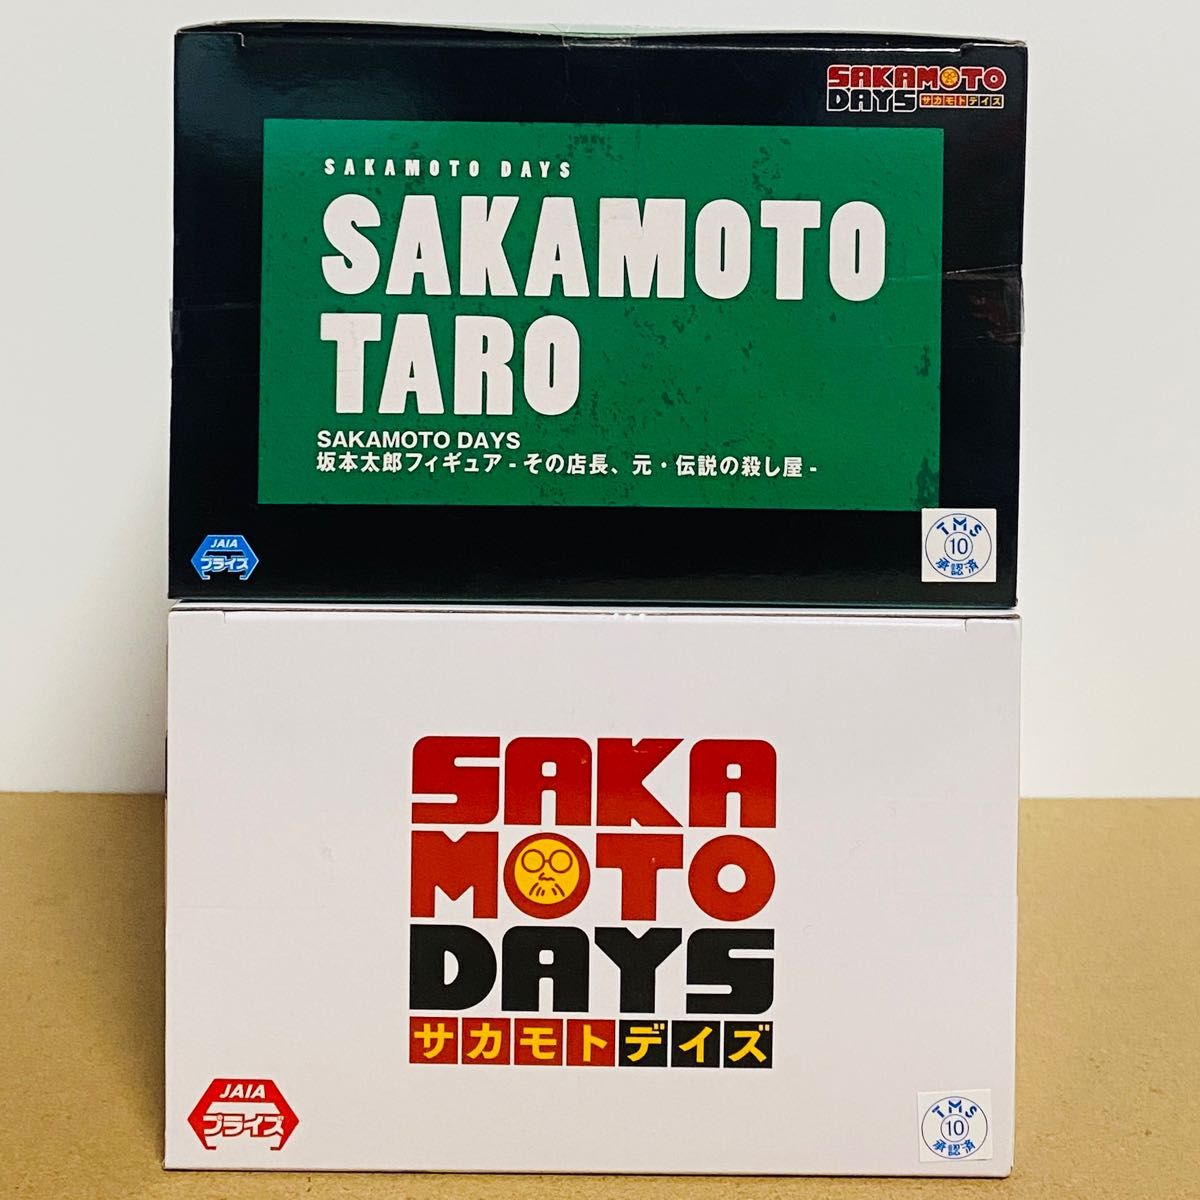 SAKAMOTO
DAYS サカモトデイズ
SAKAMOTO DAYS
SAKAMOTO
TARO
SAKAMOTO DAYS
坂本太郎フィギュア - その店長、元・伝説の殺し屋 -
JAIA
プライズ
TMS
10
承認済
SAKA
MOTO
DAYS
サカモトデイズ
JAIA
プライズ
TMS
10
承認済